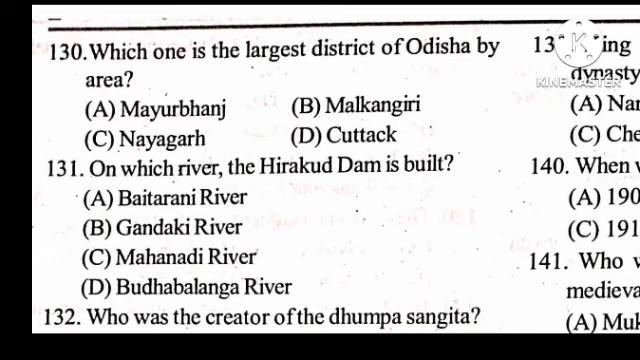 130. Which one is the largest district of Odisha by
area?
(A) Mayurbhanj (B) Malkangiri
(C) Nayagarh (D) Cuttack
131. On which river, the Hirakud Dam is built?
(A) Baitarani River
(B) Gandaki River
(C) Mahanadi River
(D) Budhabalanga River
132. Who was the creator of the dhumpa sangita?
ing
dynasty
(A) Nar
(C) Che
140. When
(A) 190
(C) 191
141. Who
medieva
(A) Muk
KINEMASTER